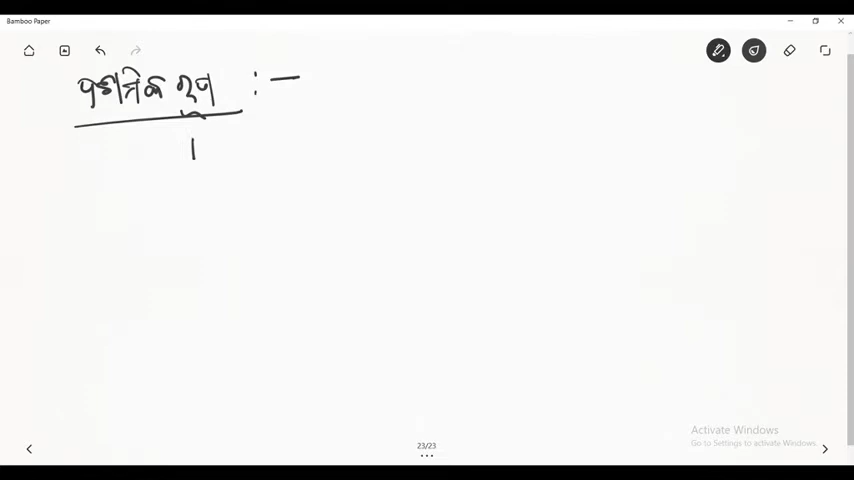 Bamboo Paper
ରୂପ :-
23/23
Activate Windows
Go to Settings to activate Windows.